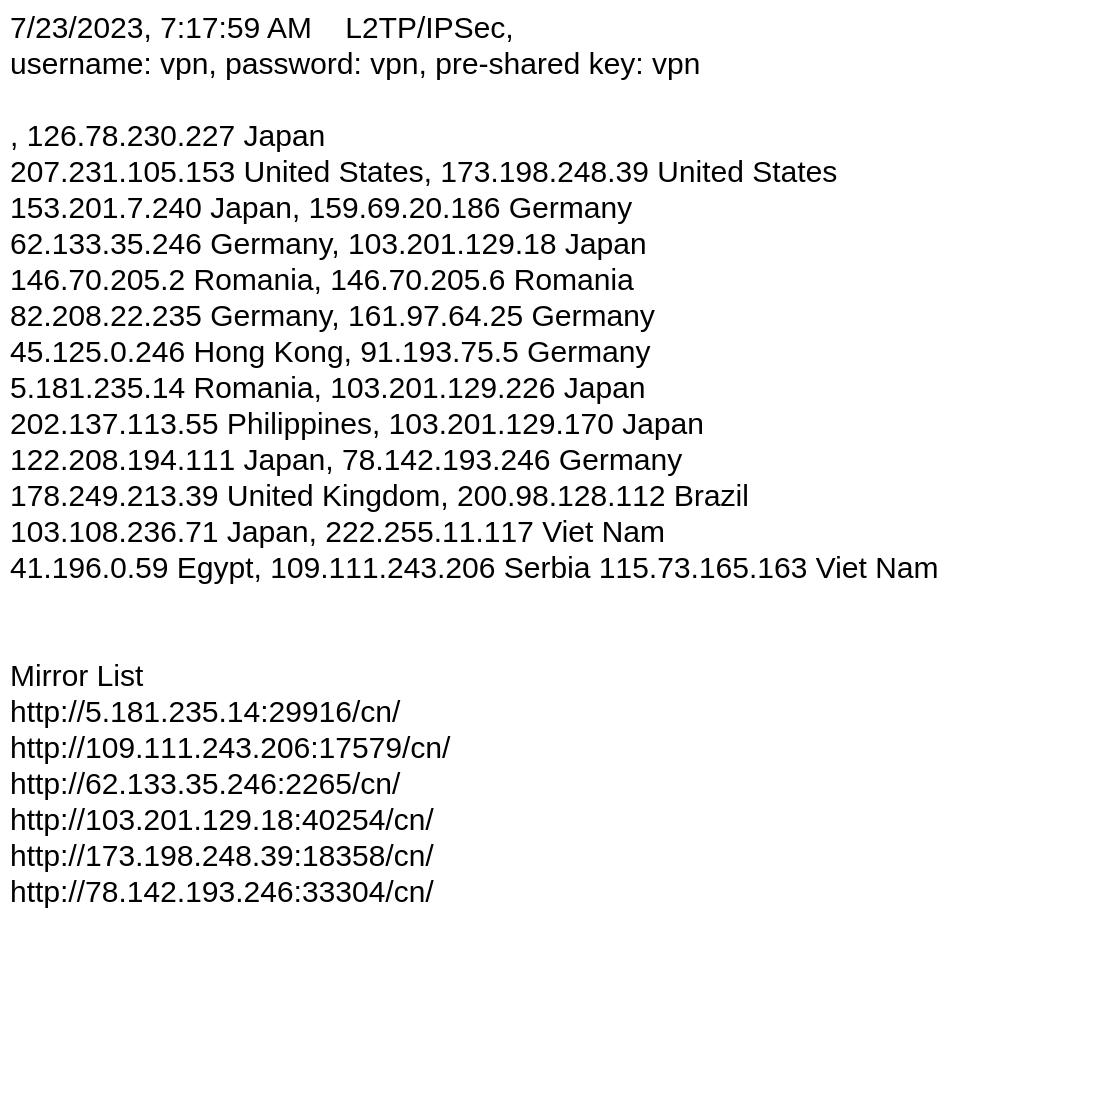 7/23/2023, 7:17:59 AM    L2TP/IPSec,
username: vpn, password: vpn, pre-shared key: vpn
, 126.78.230.227 Japan
207.231.105.153 United States, 173.198.248.39 United States
153.201.7.240 Japan, 159.69.20.186 Germany
62.133.35.246 Germany, 103.201.129.18 Japan
146.70.205.2 Romania, 146.70.205.6 Romania
82.208.22.235 Germany, 161.97.64.25 Germany
45.125.0.246 Hong Kong, 91.193.75.5 Germany
5.181.235.14 Romania, 103.201.129.226 Japan
202.137.113.55 Philippines, 103.201.129.170 Japan
122.208.194.111 Japan, 78.142.193.246 Germany
178.249.213.39 United Kingdom, 200.98.128.112 Brazil
103.108.236.71 Japan, 222.255.11.117 Viet Nam
41.196.0.59 Egypt, 109.111.243.206 Serbia 115.73.165.163 Viet Nam
Mirror List
http://5.181.235.14:29916/cn/
http://109.111.243.206:17579/cn/
http://62.133.35.246:2265/cn/
http://103.201.129.18:40254/cn/
http://173.198.248.39:18358/cn/
http://78.142.193.246:33304/cn/